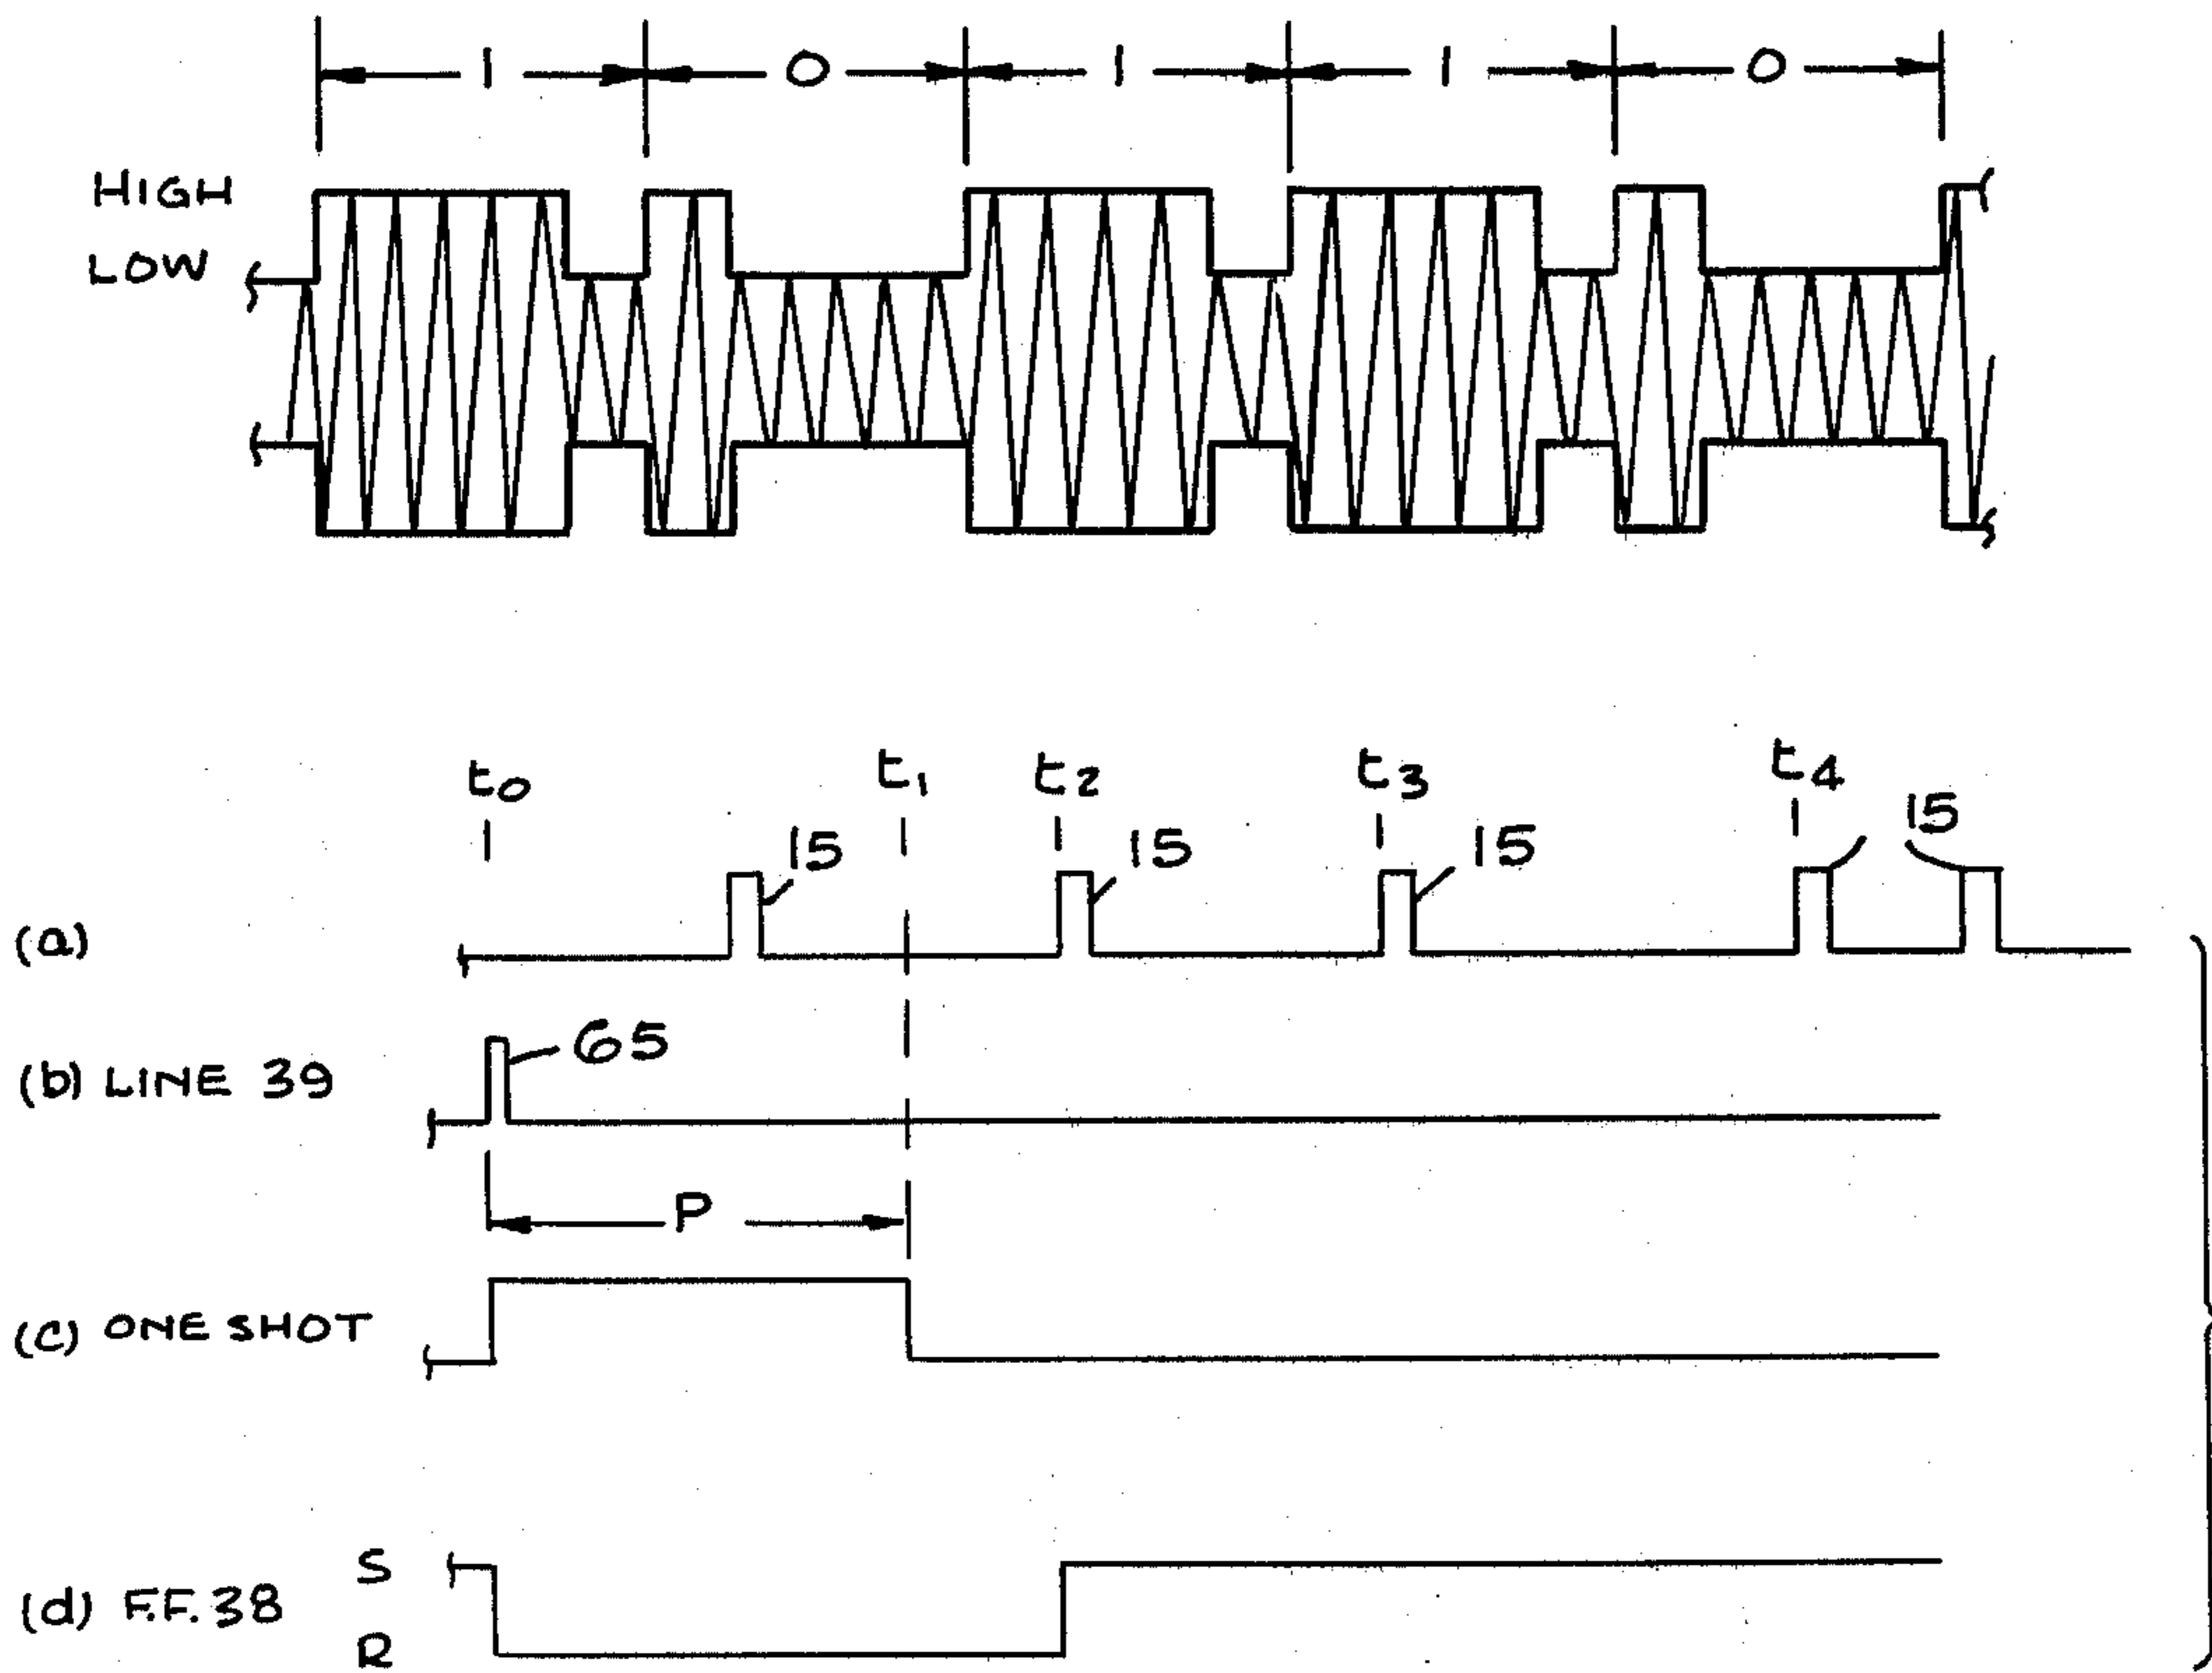 1 0 1 1 0
HIGH
LOW
t0 t1 t2 t3 t4
15 15 15 15
(a)
65
(b) LINE 39
P
(c) ONE SHOT
S
(d) F.F. 38
R